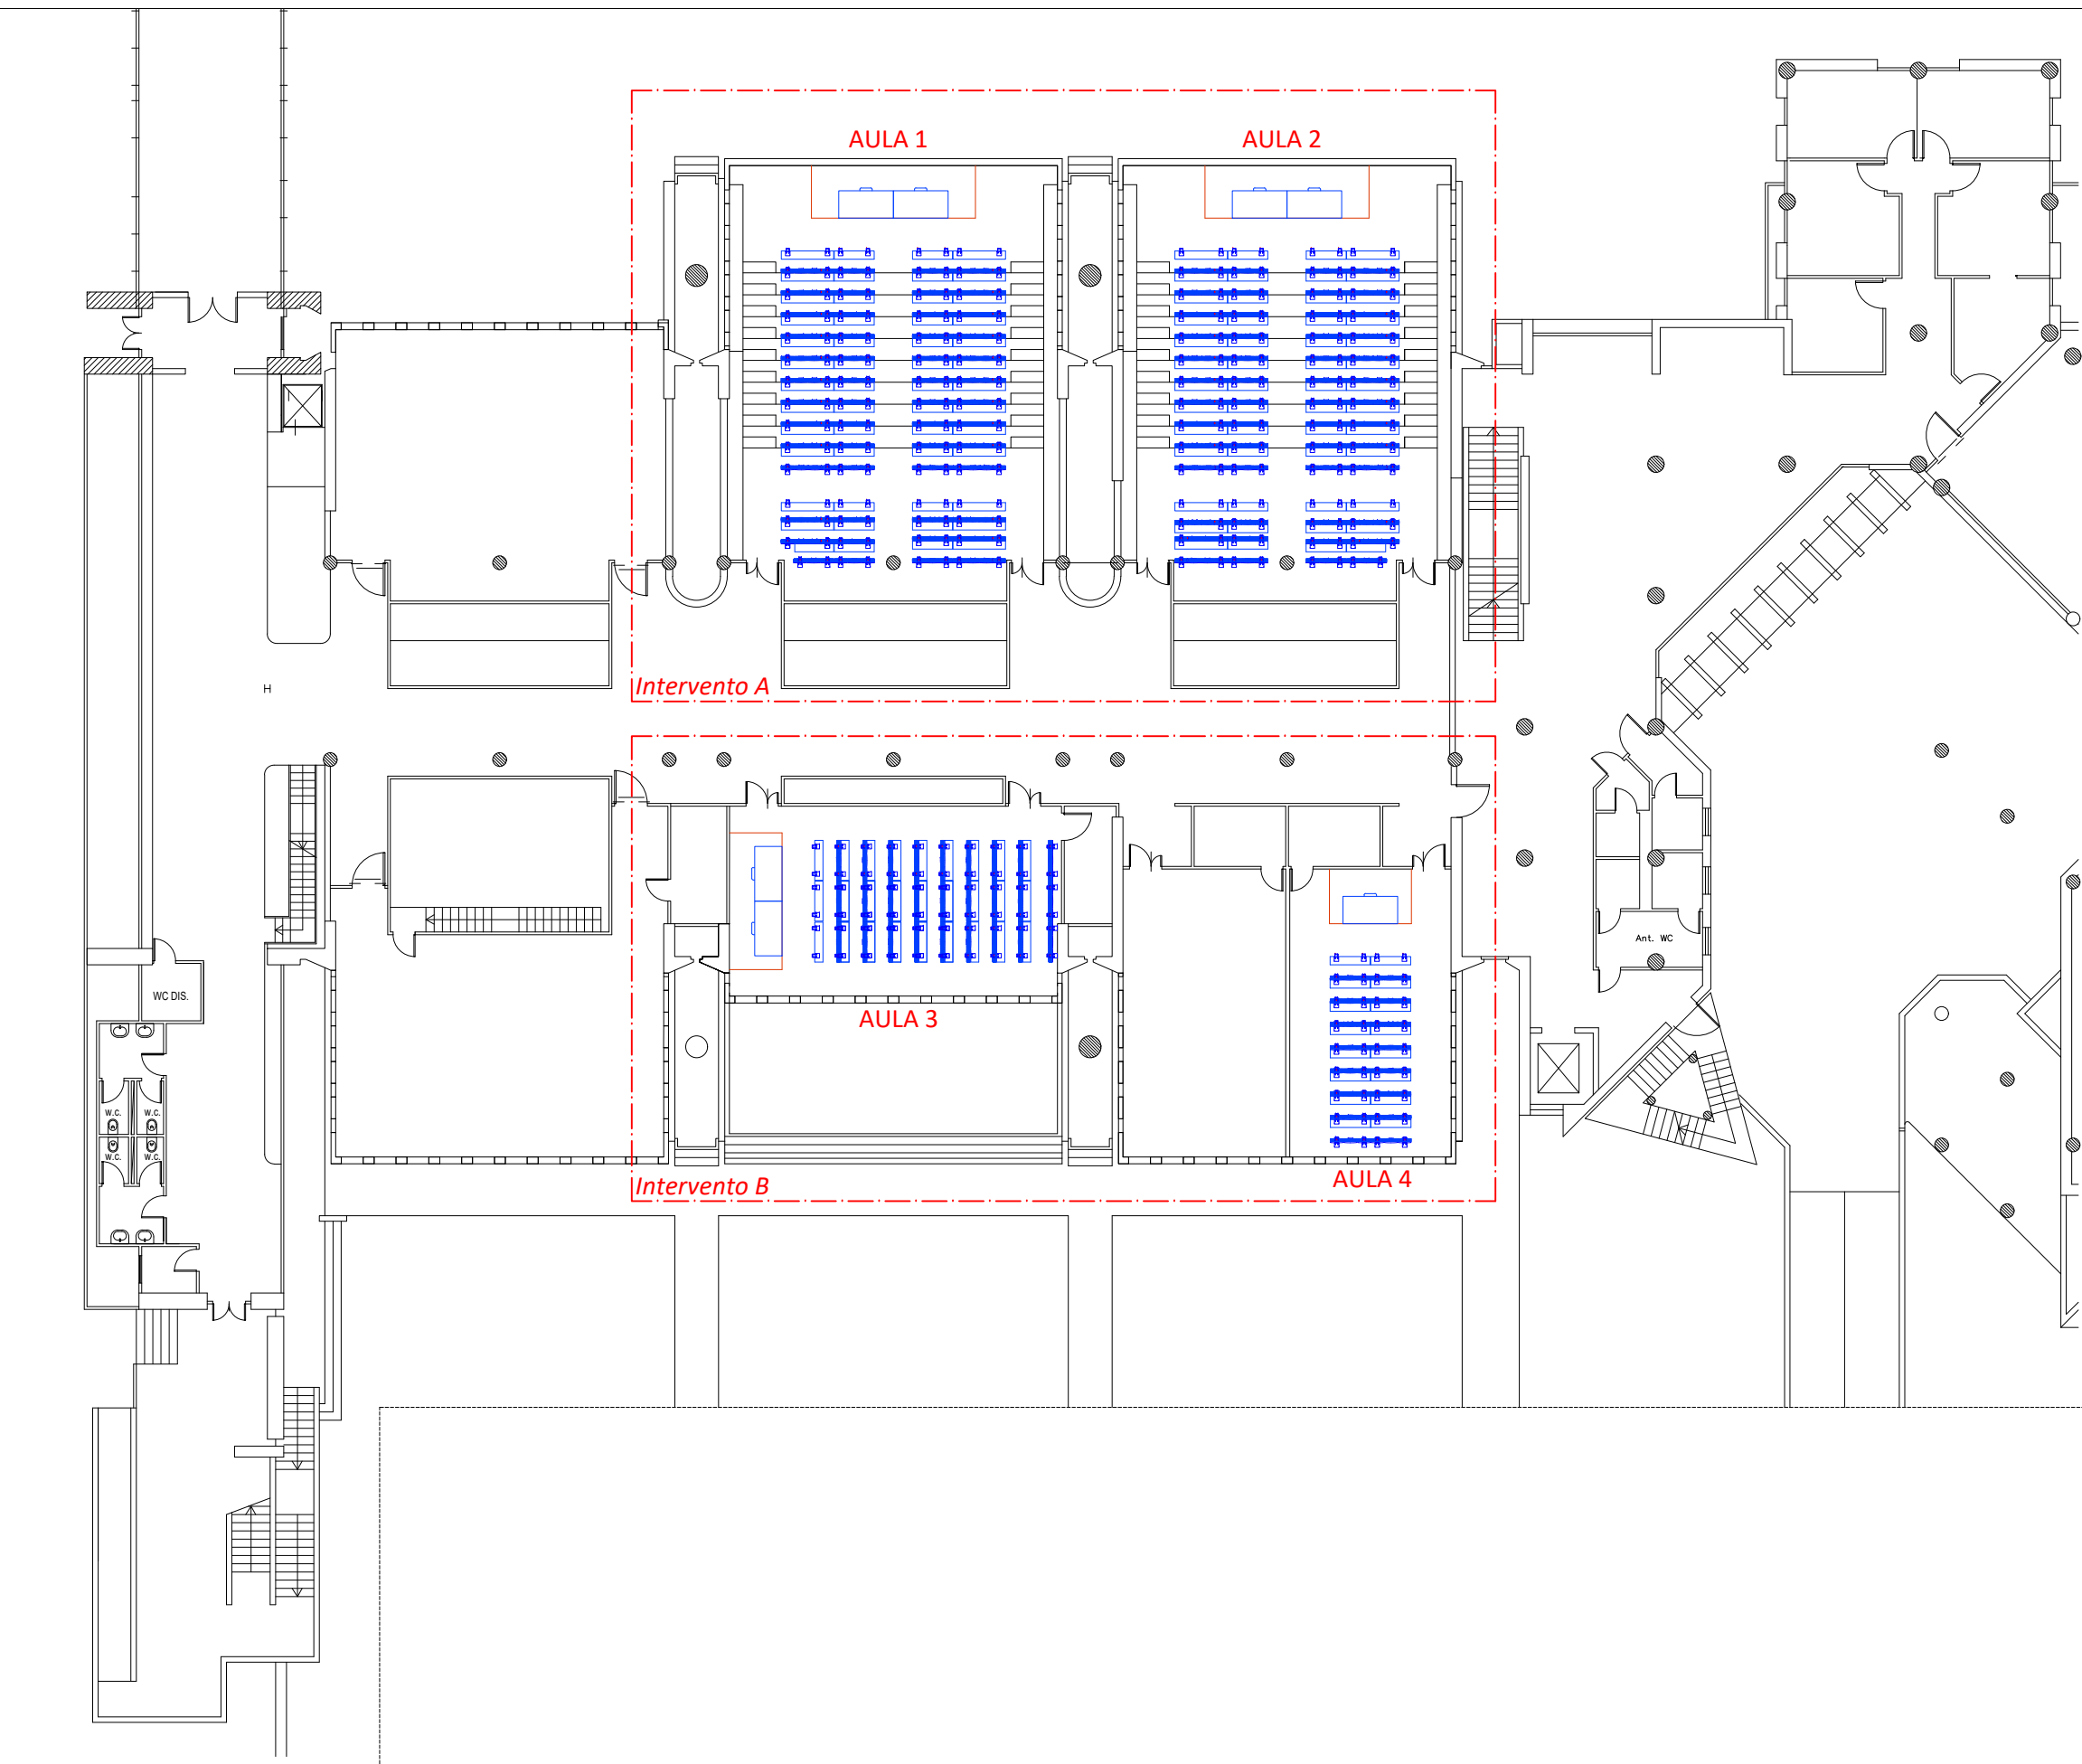 AULA 1
AULA 2
Intervento A
H
Ant. WC
WC DIS.
AULA 3
W.C.
W.C.
W.C.
W.C.
AULA 4
Intervento B